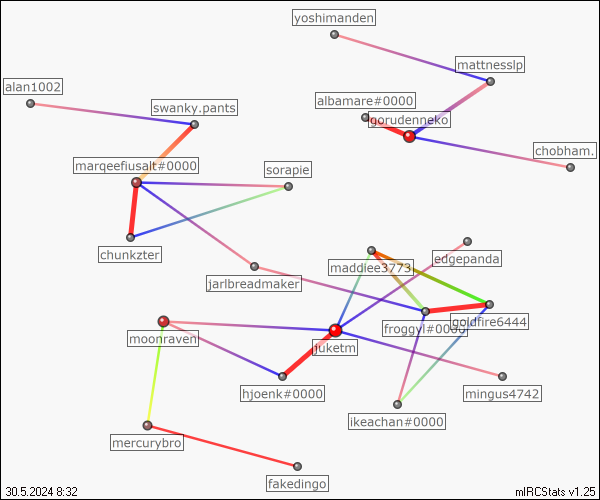 yoshimanden
mattnesslp
alan1002
swanky.pants
albamare#0000
gorudenneko
chobham.
marqeefiusalt#0000
sorapie
chunkzter
edgepanda
maddiee3773
jarlbreadmaker
goldfire6444
froggyl#0000
moonraven
juketm
hjoenk#0000
mingus4742
ikeachan#0000
mercurybro
fakedingo
30.5.2024 8:32
mIRCStats v1.25